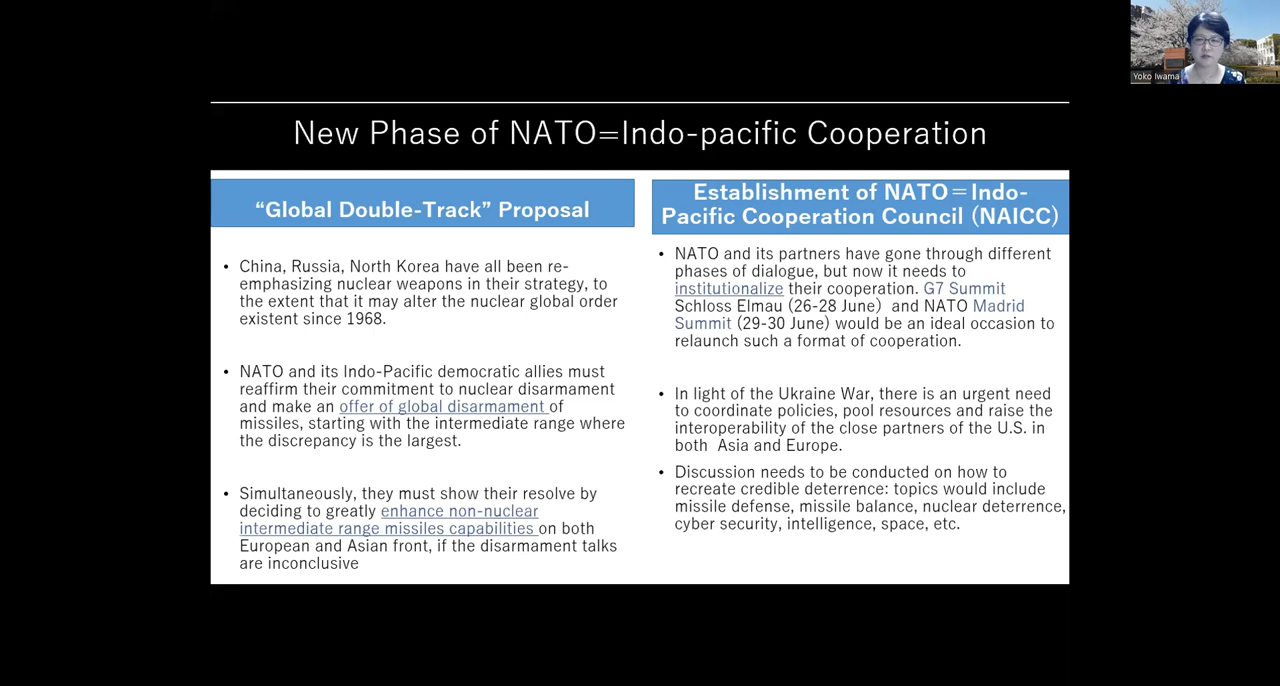 Yoko Iwama
New Phase of NATO=Indo-pacific Cooperation
“Global Double-Track” Proposal
• China, Russia, North Korea have all been re-
emphasizing nuclear weapons in their strategy, to
the extent that it may alter the nuclear global order
existent since 1968.
• NATO and its Indo-Pacific democratic allies must
reaffirm their commitment to nuclear disarmament
and make an offer of global disarmament of
missiles, starting with the intermediate range where
the discrepancy is the largest.
• Simultaneously, they must show their resolve by
deciding to greatly enhance non-nuclear
intermediate range missiles capabilities on both
European and Asian front, if the disarmament talks
are inconclusive
Establishment of NATO=Indo-
Pacific Cooperation Council (NAICC)
• NATO and its partners have gone through different
phases of dialogue, but now it needs to
institutionalize their cooperation. G7 Summit
Schloss Elmau (26-28 June) and NATO Madrid
Summit (29-30 June) would be an ideal occasion to
relaunch such a format of cooperation.
• In light of the Ukraine War, there is an urgent need
to coordinate policies, pool resources and raise the
interoperability of the close partners of the U.S. in
both Asia and Europe.
• Discussion needs to be conducted on how to
recreate credible deterrence: topics would include
missile defense, missile balance, nuclear deterrence,
cyber security, intelligence, space, etc.